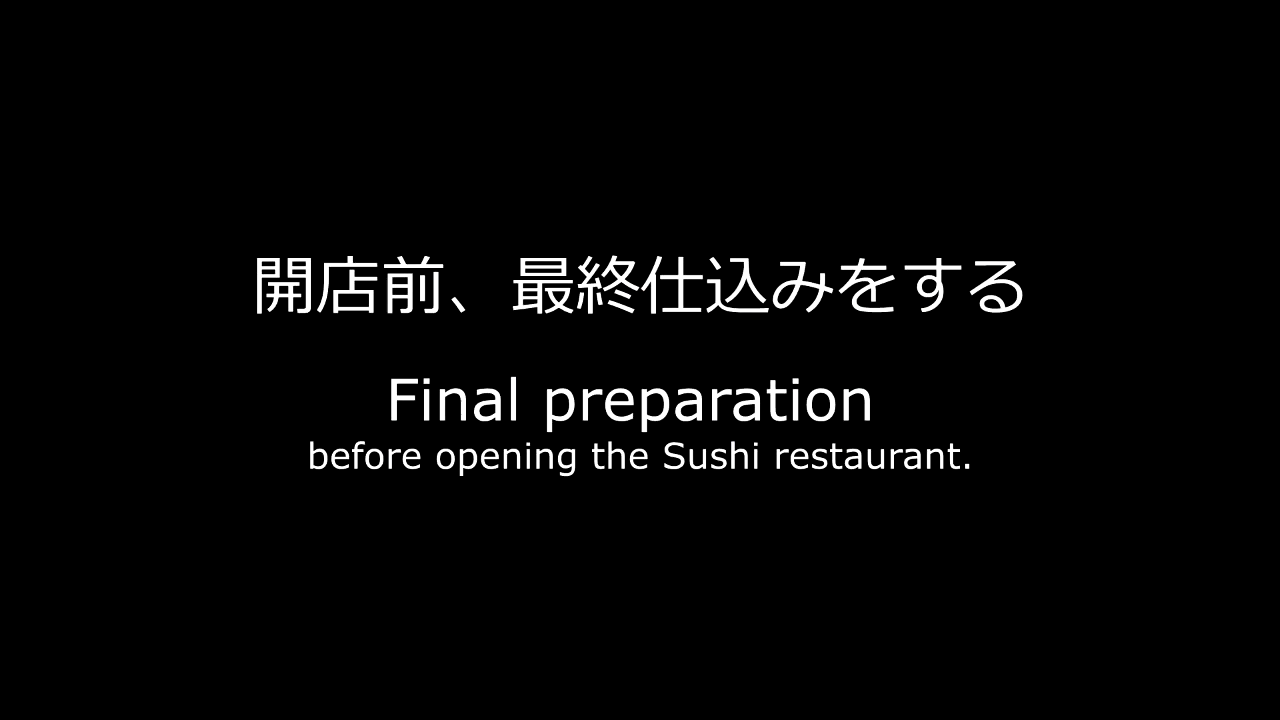 開店前、最終仕込みをする
Final preparation
before opening the Sushi restaurant.